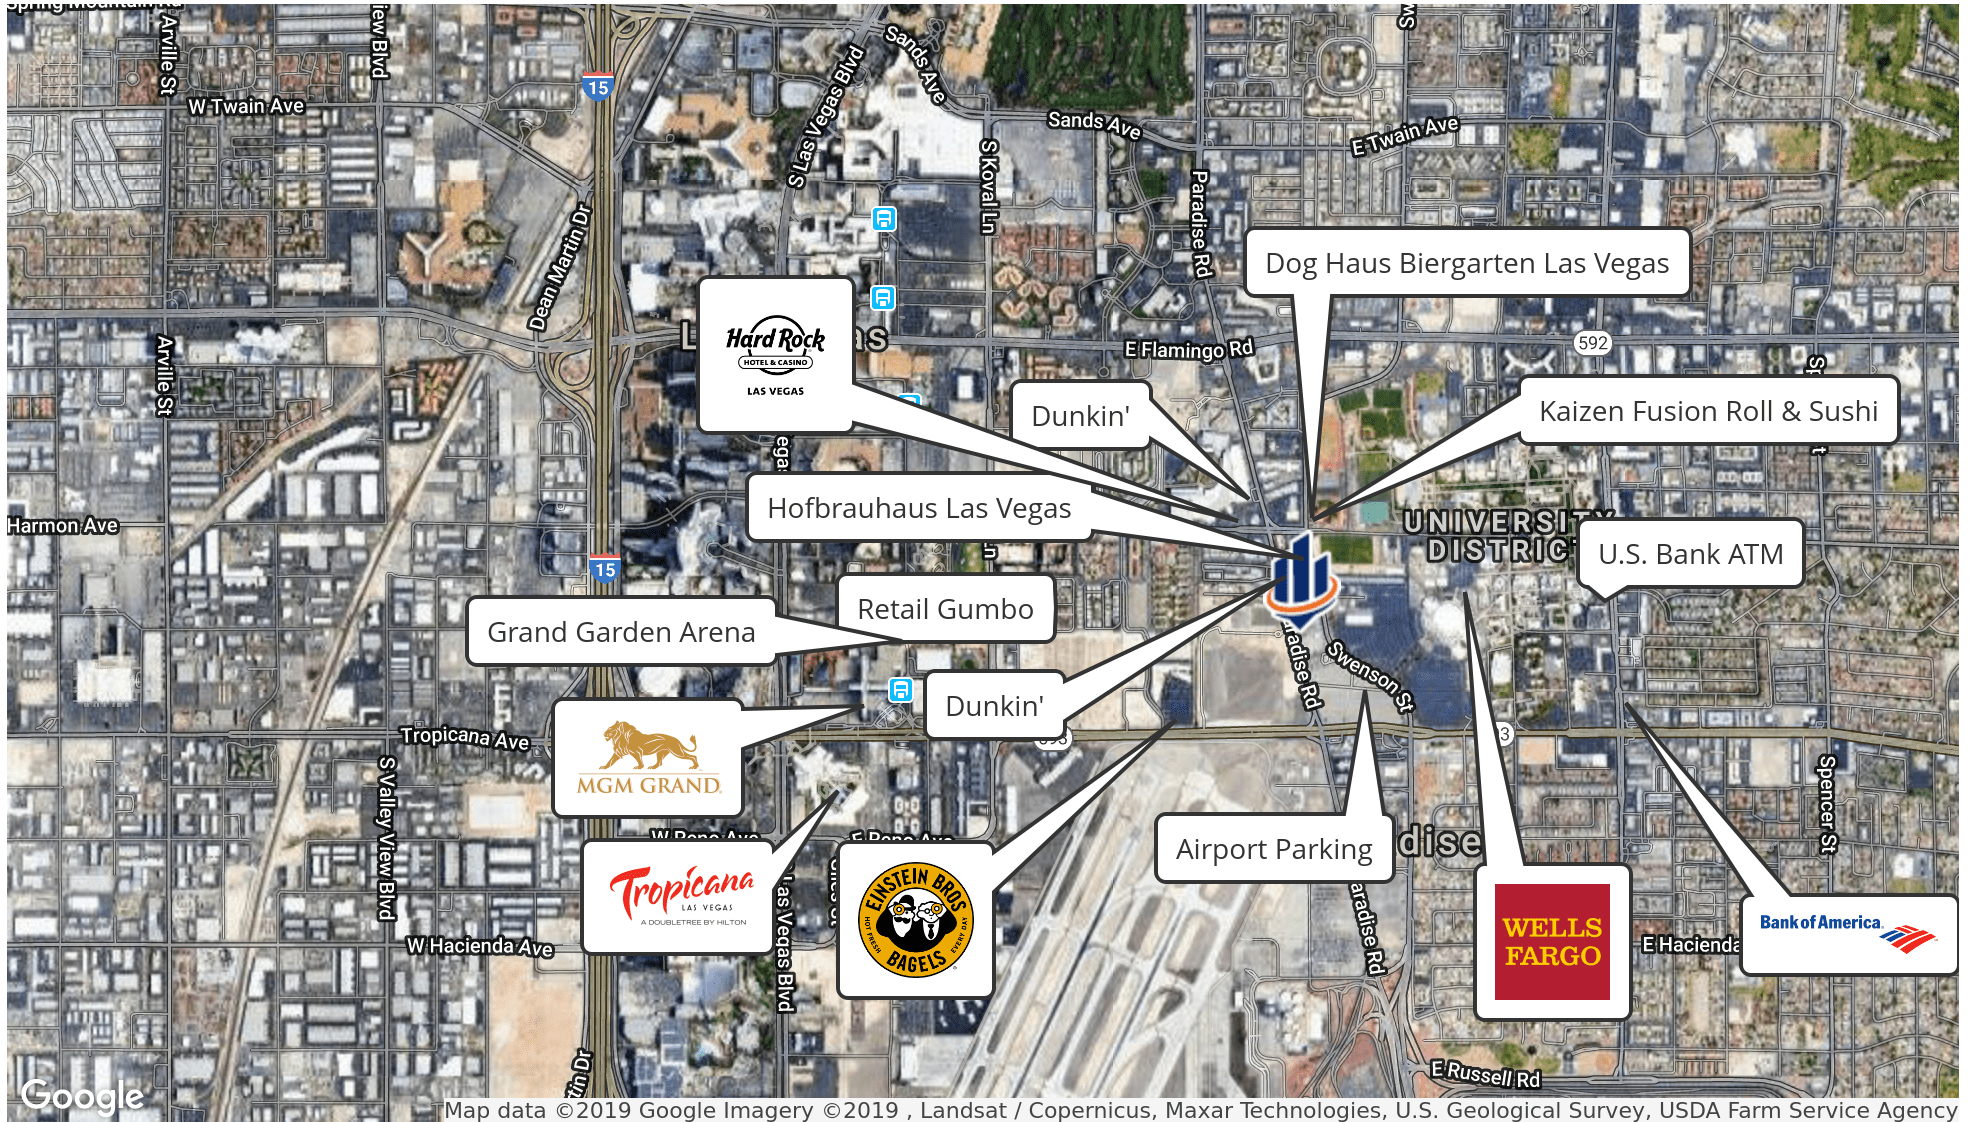 Spring Mountain Rd
Arville St
W Twain Ave
15
S Las Vegas Blvd
Sands Ave
Sands Ave
S Koval Ln
Paradise Rd
E Twain Ave
Dean Martin Dr
Dog Haus Biergarten Las Vegas
Hard Rock
HOTEL & CASINO
LAS VEGAS
E Flamingo Rd
592
Arville St
Dunkin'
Kaizen Fusion Roll & Sushi
Hofbrauhaus Las Vegas
Harmon Ave
UNIVERSITY
DISTRICT
U.S. Bank ATM
15
Retail Gumbo
Grand Garden Arena
Swenson St
Paradise Rd
Dunkin'
MGM GRAND
Tropicana Ave
S Valley View Blvd
Spencer St
W Reno Ave
E Reno Ave
Airport Parking
Tropicana
LAS VEGAS
A DOUBLETREE BY HILTON
EINSTEIN BROS
HOT FRESH
EVERY DAY
BAGELS
Las Vegas Blvd
Paradise Rd
WELLS
FARGO
Bank of America
W Hacienda Ave
E Hacienda
E Russell Rd
Google
Map data ©2019 Google Imagery ©2019 , Landsat / Copernicus, Maxar Technologies, U.S. Geological Survey, USDA Farm Service Agency